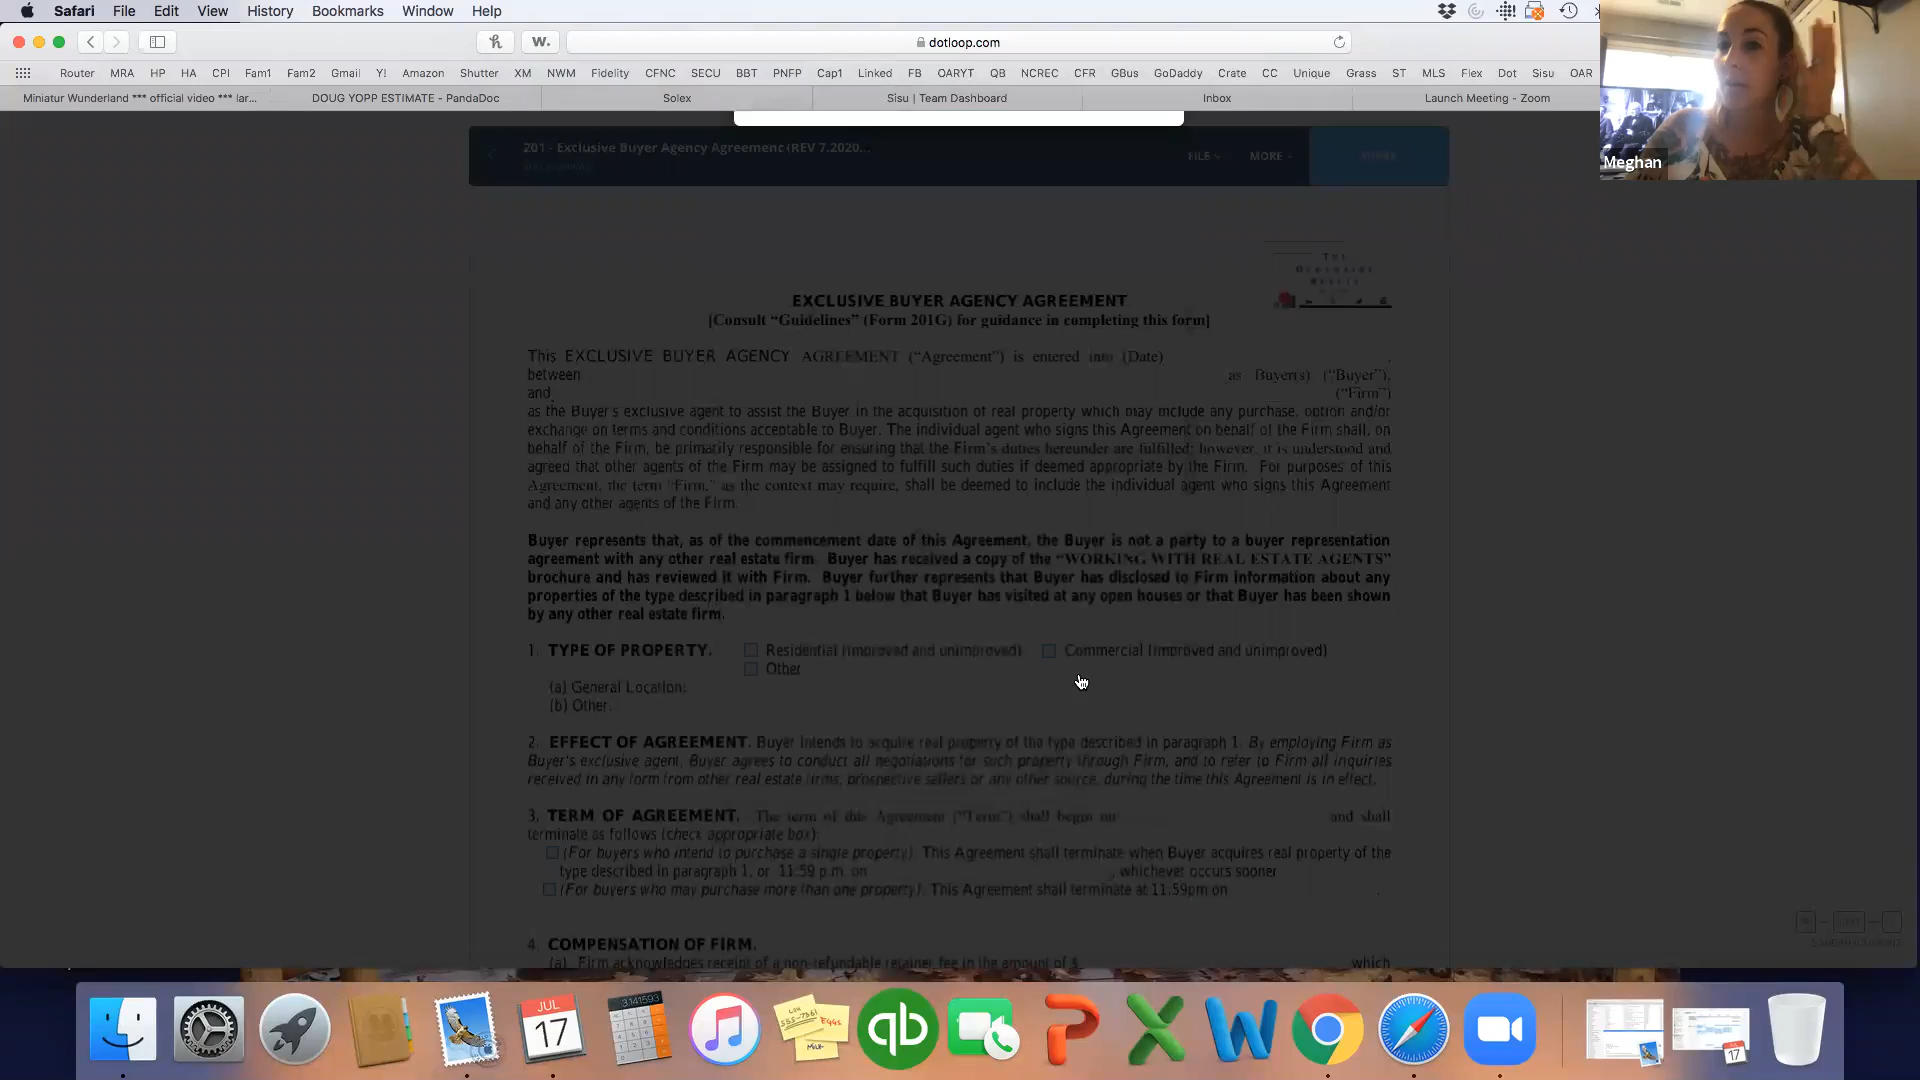 Safari File Edit View History Bookmarks Window Help
w. dotloop.com
Router MRA HP HA CPI Fam1 Fam2 Gmail Y! Amazon Shutter XM NWM Fidelity CFNC SECU BBT PNFP Cap1 Linked FB OARYT QB NCREC CFR GBus GoDaddy Crate CC Unique Grass ST MLS Flex Dot Sisu OAR
Miniatur Wunderland *** official video *** lar... DOUG YOPP ESTIMATE - PandaDoc Solex Sisu | Team Dashboard Inbox Launch Meeting - Zoom
Meghan
201 - Exclusive Buyer Agency Agreement (REV 7.2020...
FILE MORE SHARE
EXCLUSIVE BUYER AGENCY AGREEMENT
[Consult “Guidelines” (Form 201G) for guidance in completing this form]
This EXCLUSIVE BUYER AGENCY AGREEMENT (“Agreement”) is entered into (Date) ,
between as Buyer(s) (“Buyer”),
and (“Firm”)
as the Buyer's exclusive agent to assist the Buyer in the acquisition of real property which may include any purchase, option and/or
exchange on terms and conditions acceptable to Buyer. The individual agent who signs this Agreement on behalf of the Firm shall, on
behalf of the Firm, be primarily responsible for ensuring that the Firm's duties hereunder are fulfilled; however, it is understood and
agreed that other agents of the Firm may be assigned to fulfill such duties if deemed appropriate by the Firm. For purposes of this
Agreement, the term “Firm,” as the context may require, shall be deemed to include the individual agent who signs this Agreement
and any other agents of the Firm.
Buyer represents that, as of the commencement date of this Agreement, the Buyer is not a party to a buyer representation
agreement with any other real estate firm. Buyer has received a copy of the “WORKING WITH REAL ESTATE AGENTS”
brochure and has reviewed it with Firm. Buyer further represents that Buyer has disclosed to Firm information about any
properties of the type described in paragraph 1 below that Buyer has visited at any open houses or that Buyer has been shown
by any other real estate firm.
1. TYPE OF PROPERTY. Residential (improved and unimproved) Commercial (improved and unimproved)
Other
(a) General Location:
(b) Other:
2. EFFECT OF AGREEMENT. Buyer intends to acquire real property of the type described in paragraph 1. By employing Firm as
Buyer's exclusive agent, Buyer agrees to conduct all negotiations for such property through Firm, and to refer to Firm all inquiries
received in any form from other real estate firms, prospective sellers or any other source, during the time this Agreement is in effect.
3. TERM OF AGREEMENT. The term of this Agreement (“Term”) shall begin on and shall
terminate as follows (check appropriate box):
(For buyers who intend to purchase a single property). This Agreement shall terminate when Buyer acquires real property of the
type described in paragraph 1, or 11:59 p.m. on , whichever occurs sooner
(For buyers who may purchase more than one property). This Agreement shall terminate at 11:59pm on .
4. COMPENSATION OF FIRM.
(a) Firm acknowledges receipt of a non-refundable retainer fee in the amount of $ which
JUL
17
3.141593
EGGS
MILK
qb
17